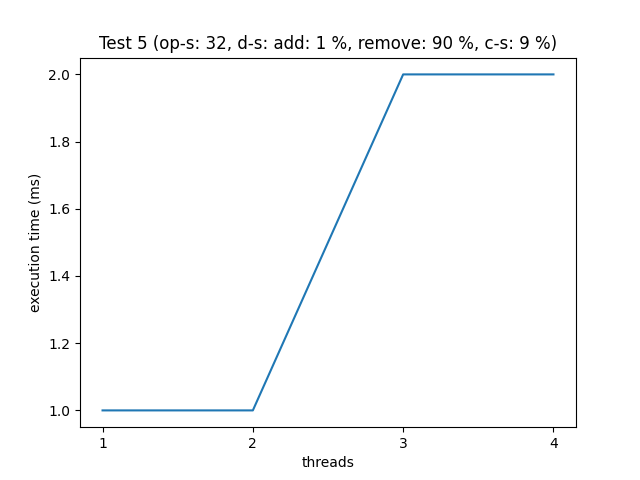 Test 5 (op-s: 32, d-s: add: 1 %, remove: 90 %, c-s: 9 %)
2.0
1.8
1.6
1.4
1.2
1.0
execution time (ms)
1 2 3 4
threads